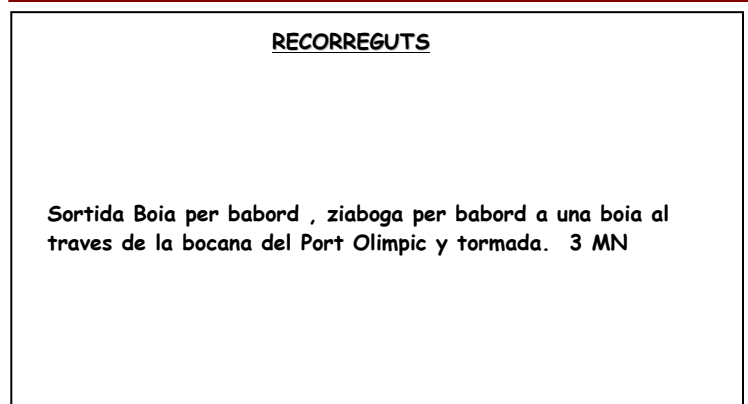 RECORREGUTS
Sortida Boia per babord , ziaboga per babord a una boia al
traves de la bocana del Port Olimpic y tormada. 3 MN